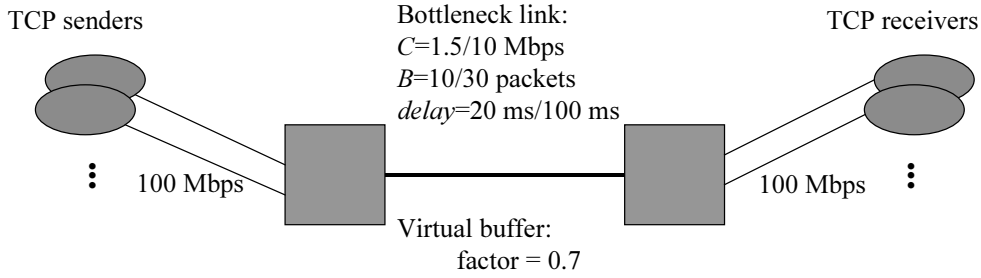 TCP senders
Bottleneck link:
C=1.5/10 Mbps
B=10/30 packets
delay=20 ms/100 ms
TCP receivers
100 Mbps
100 Mbps
Virtual buffer:
factor = 0.7